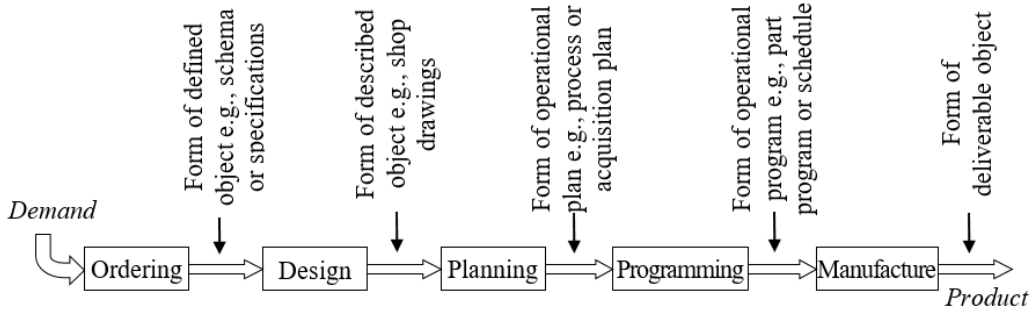 Form of defined
object e.g., schema
or specifications
Form of described
object e.g., shop
drawings
Form of operational
plan e.g., process or
acquisition plan
Form of operational
program e.g., part
program or schedule
Form of
deliverable object
Demand
Ordering
Design
Planning
Programming
Manufacture
Product